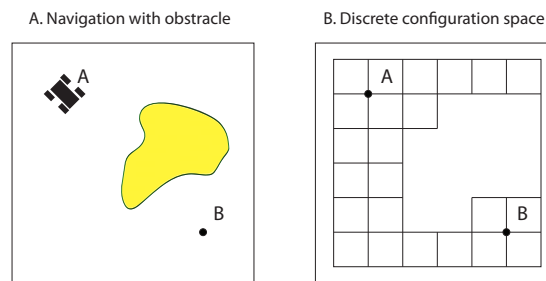 A. Navigation with obstracle
B. Discrete configuration space
A
B
A
B